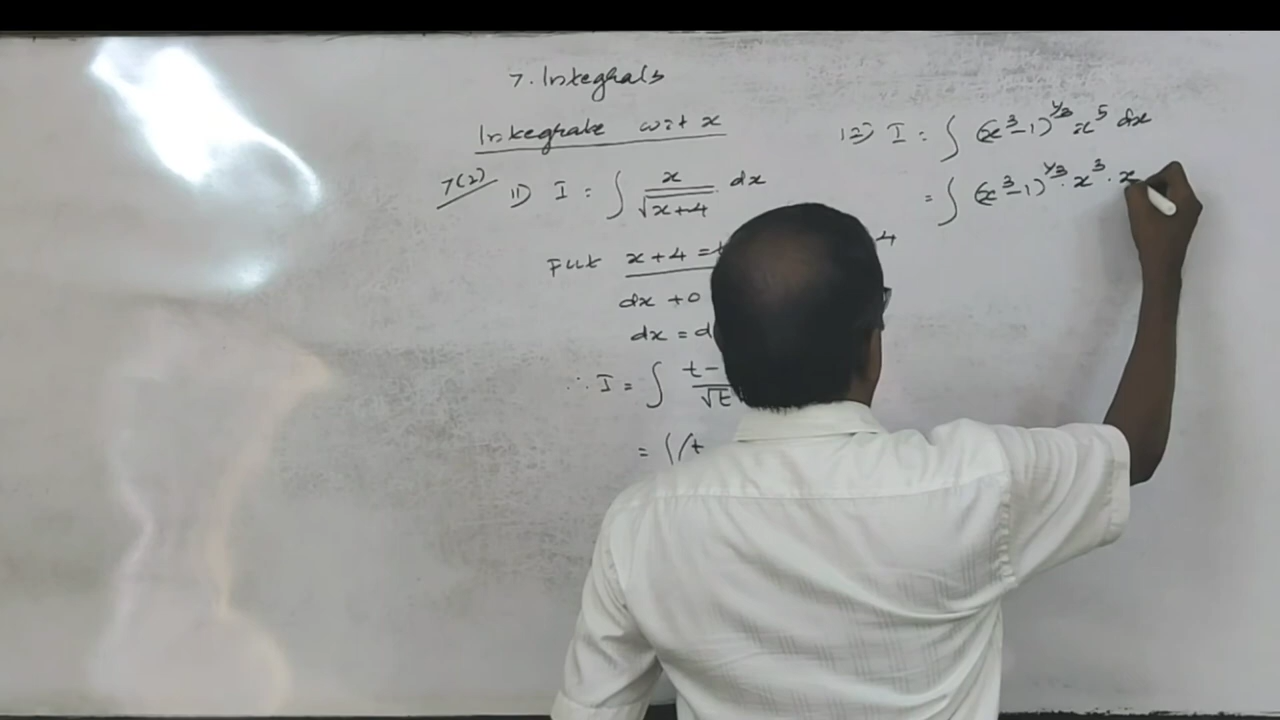 7. Integrals
Integrate w.r.t x
7(2) 11) I = ∫ x/√(x+4) . dx
Put x+4 = t
dx + 0
dx = d
∴ I = ∫ t - / √t
= ∫ √t
4
12) I = ∫ (x³-1)^(1/3) x⁵ dx
= ∫ (x³-1)^(1/3) . x³ . x